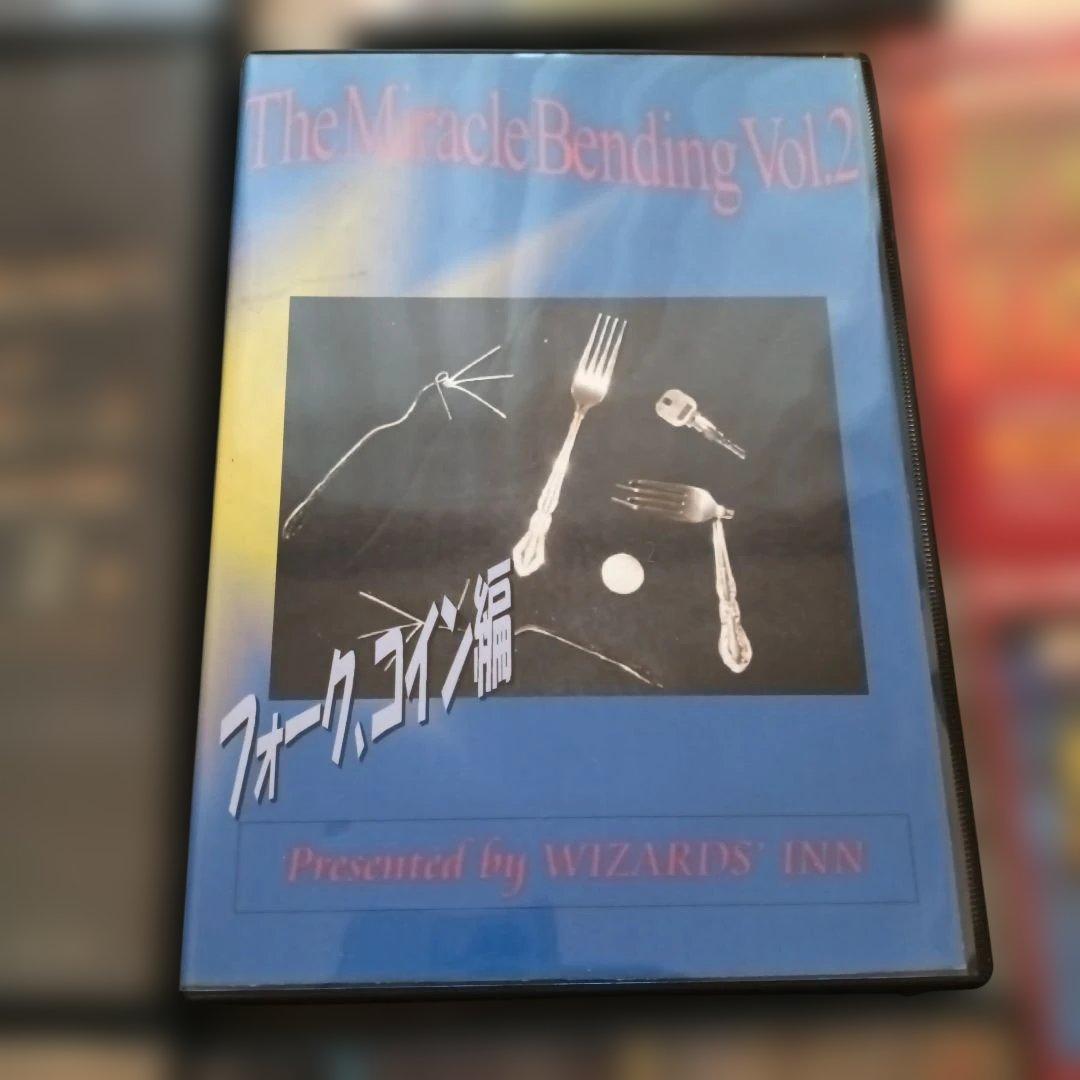 The Miracle Bending Vol.2
フォーク、コイン編
Presented by WIZARDS' INN